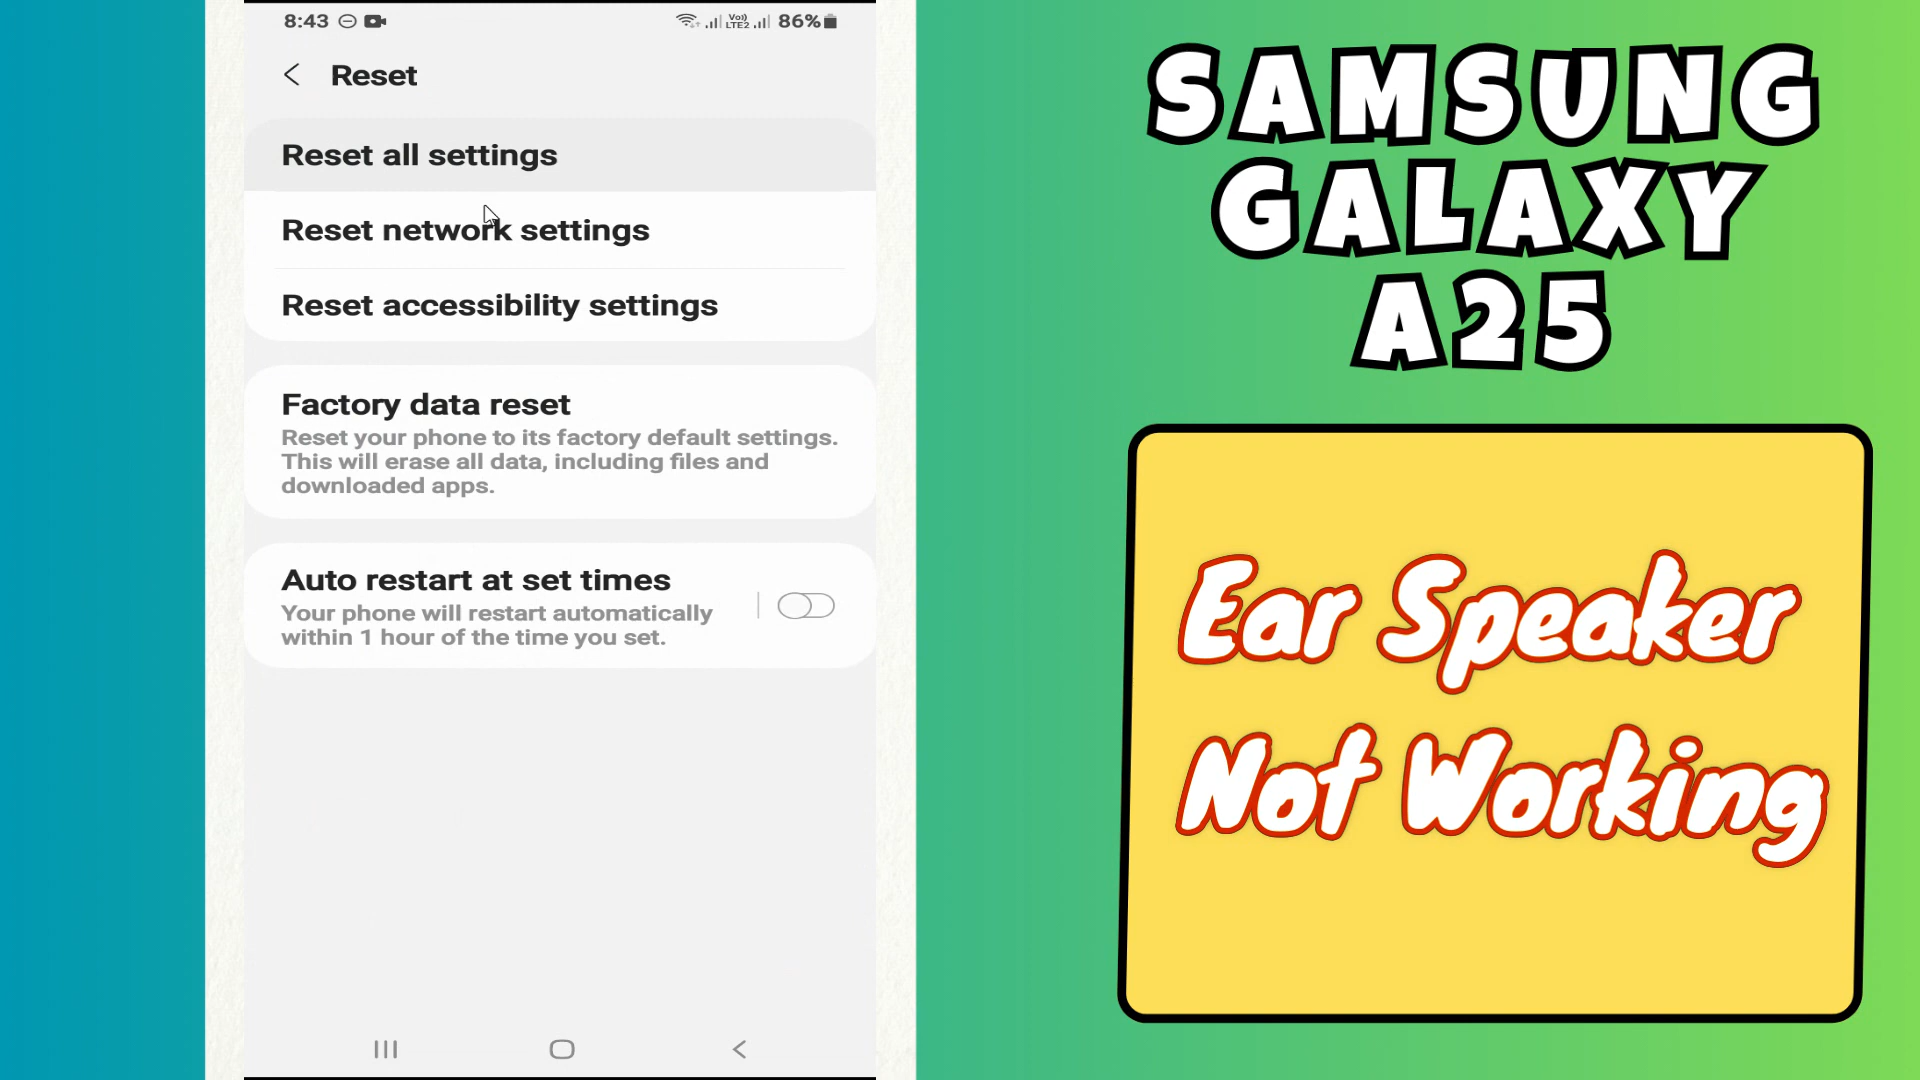 8:43
Vo)) LTE2 86%
Reset
Reset all settings
Reset network settings
Reset accessibility settings
Factory data reset
Reset your phone to its factory default settings.
This will erase all data, including files and
downloaded apps.
Auto restart at set times
Your phone will restart automatically
within 1 hour of the time you set.
SAMSUNG
GALAXY
A25
Ear Speaker
Not Working